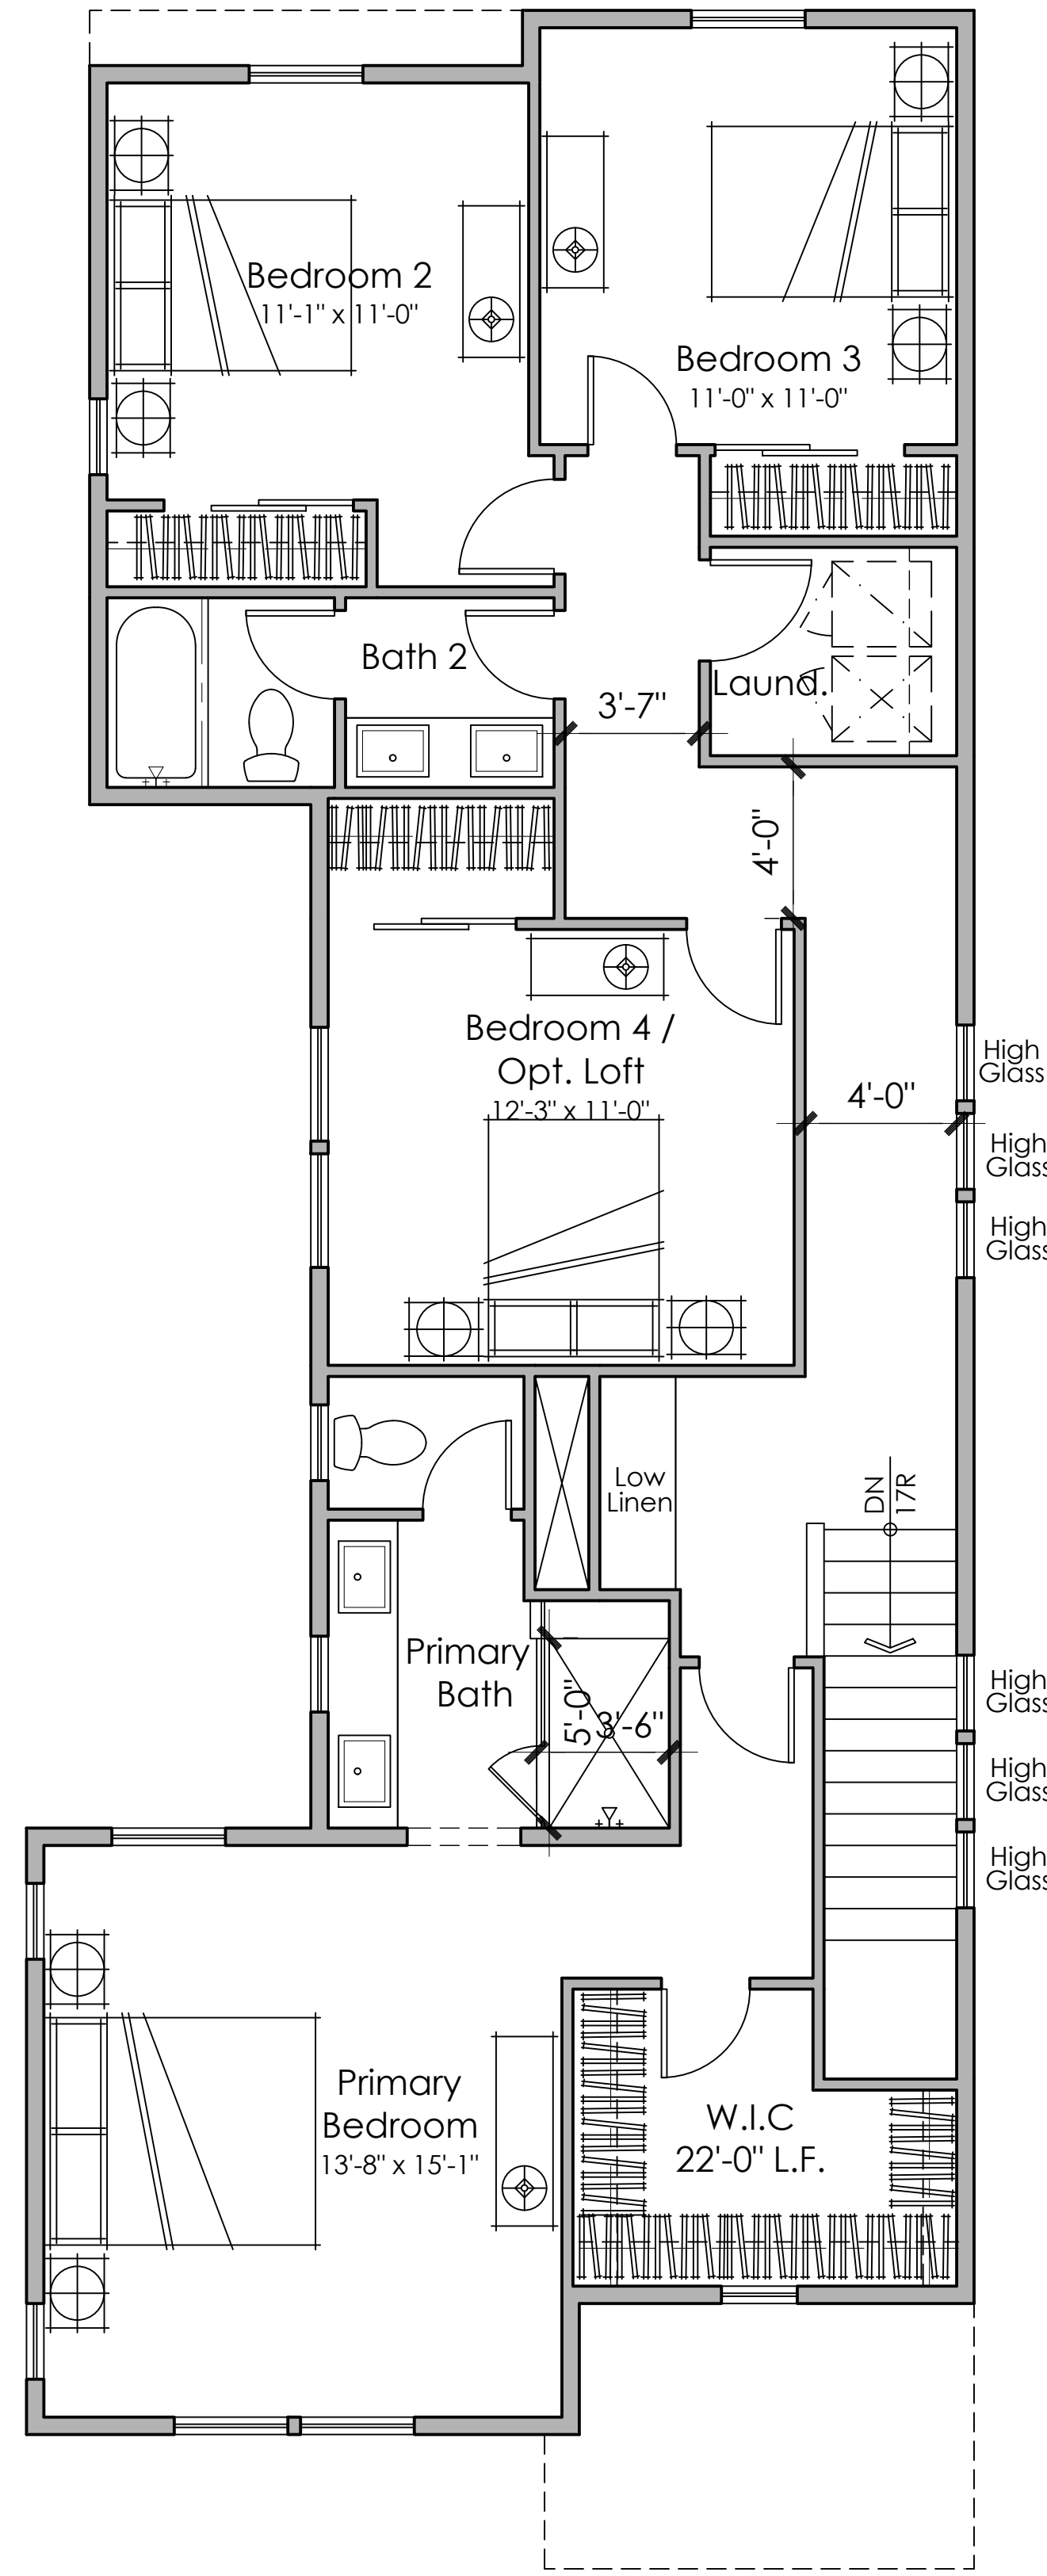 Bedroom 2
11'-1" x 11'-0"
Bedroom 3
11'-0" x 11'-0"
Bath 2
Laund.
3'-7"
4'-0"
Bedroom 4 /
Opt. Loft
12'-3" x 11'-0"
4'-0"
High
Glass
High
Glass
High
Glass
Low
Linen
DN
17R
Primary
Bath
5'-0"
3'-6"
High
Glass
High
Glass
High
Glass
Primary
Bedroom
13'-8" x 15'-1"
W.I.C
22'-0" L.F.